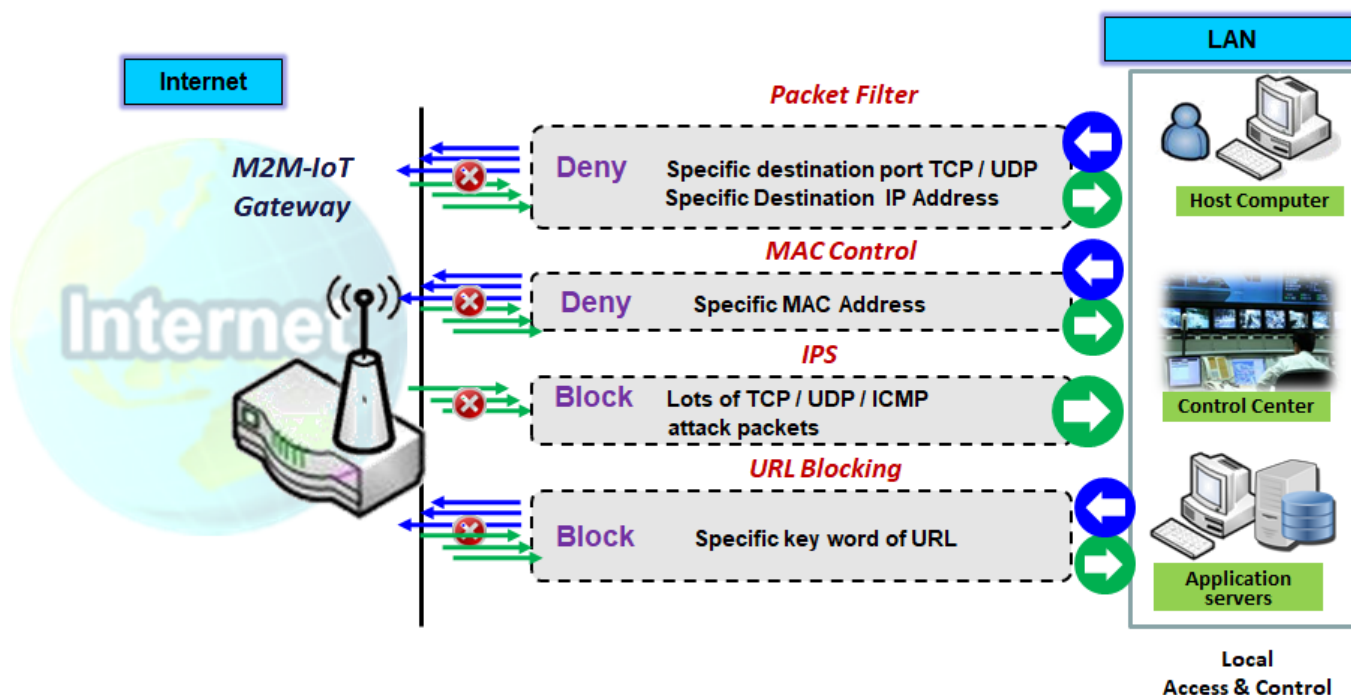 Internet
LAN
M2M-IoT
Gateway
Internet
Packet Filter
Deny
Specific destination port TCP / UDP
Specific Destination IP Address
MAC Control
Deny
Specific MAC Address
IPS
Block
Lots of TCP / UDP / ICMP
attack packets
URL Blocking
Block
Specific key word of URL
Host Computer
Control Center
Application
servers
Local
Access & Control